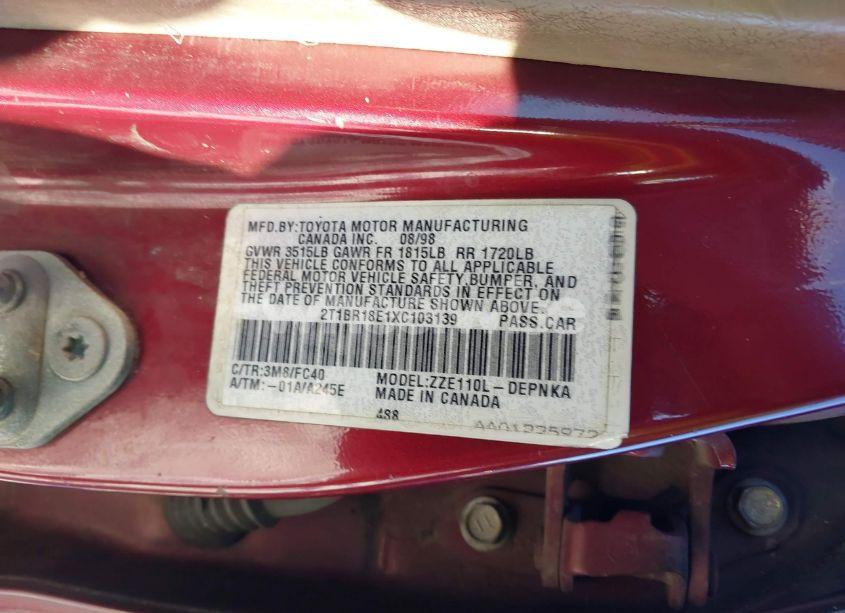 MFD.BY:TOYOTA MOTOR MANUFACTURING
CANADA INC. 08/98
GVWR 3515LB GAWR FR 1815LB RR 1720LB
THIS VEHICLE CONFORMS TO ALL APPLICABLE
FEDERAL MOTOR VEHICLE SAFETY,BUMPER, AND
THEFT PREVENTION STANDARDS IN EFFECT ON
THE DATE OF MANUFACTURE SHOWN ABOVE.
2T1BR18E1XC103139 PASS.CAR
C/TR:3M8/FC40
A/TM:-01A/A245E
MODEL:ZZE110L-DEPNKA
MADE IN CANADA
488